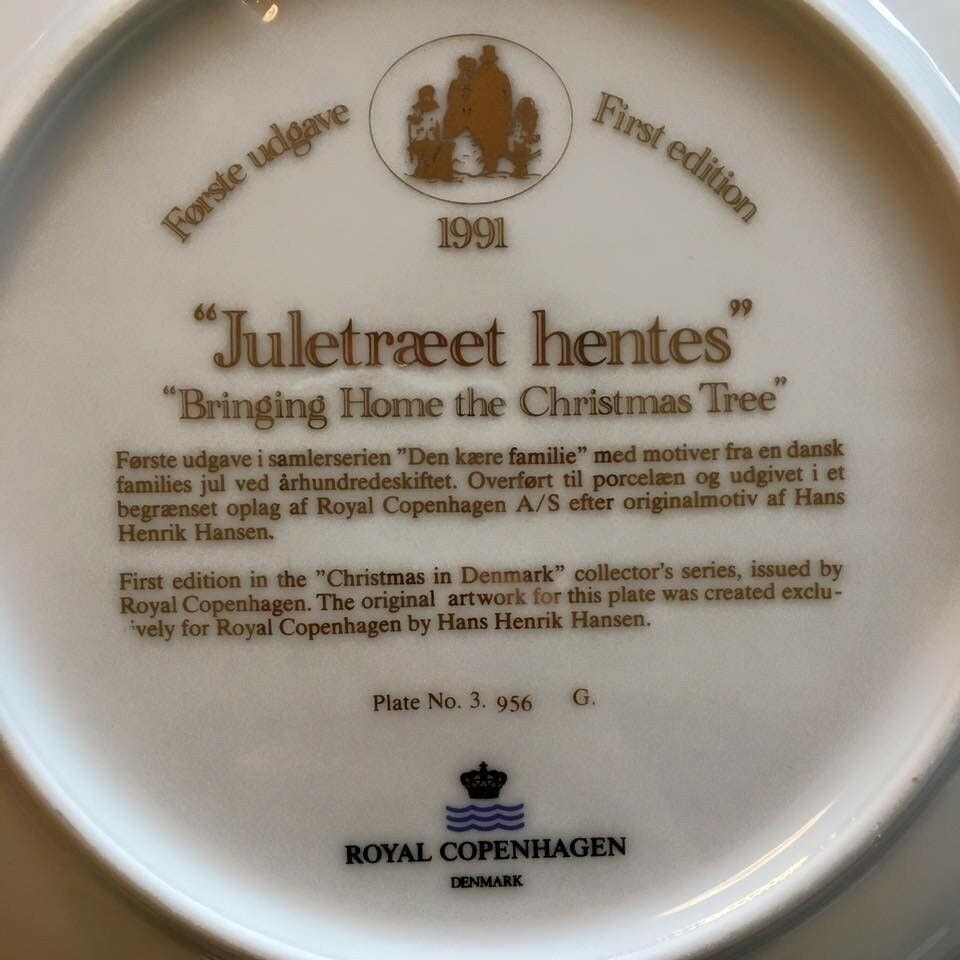 Første udgave
First edition
1991
“Juletræet hentes”
“Bringing Home the Christmas Tree”
Første udgave i samlerserien ”Den kære familie” med motiver fra en dansk
families jul ved århundredeskiftet. Overført til porcelæn og udgivet i et
begrænset oplag af Royal Copenhagen A/S efter originalmotiv af Hans
Henrik Hansen.
First edition in the ”Christmas in Denmark” collector's series, issued by
Royal Copenhagen. The original artwork for this plate was created exclu-
ively for Royal Copenhagen by Hans Henrik Hansen.
Plate No. 3. 956 G.
ROYAL COPENHAGEN
DENMARK